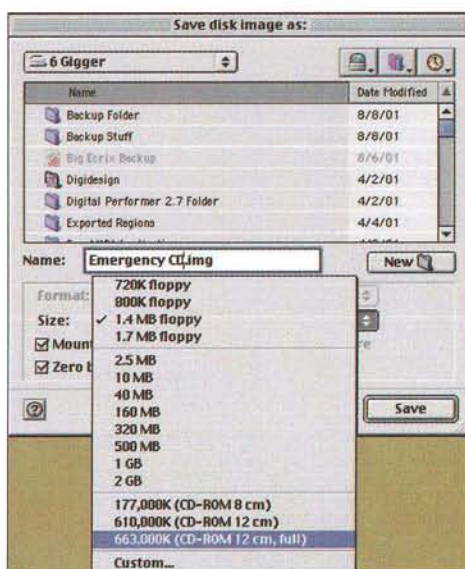 Save disk image as:
6 Gigger
Name Date Modified
Backup Folder 8/8/01
Backup Stuff 8/8/01
Big Ecrix Backup 8/6/01
Digidesign 4/2/01
Digital Performer 2.7 Folder 4/2/01
Exported Regions 4/4/01
Name: Emergency CD.img New
Format:
720K floppy
800K floppy
Size: ✓ 1.4 MB floppy
1.7 MB floppy
Mount
Zero b
2.5 MB
10 MB
40 MB
160 MB
320 MB
500 MB
1 GB
2 GB
? Save
177,000K (CD-ROM 8 cm)
610,000K (CD-ROM 12 cm)
663,000K (CD-ROM 12 cm, full)
Custom...